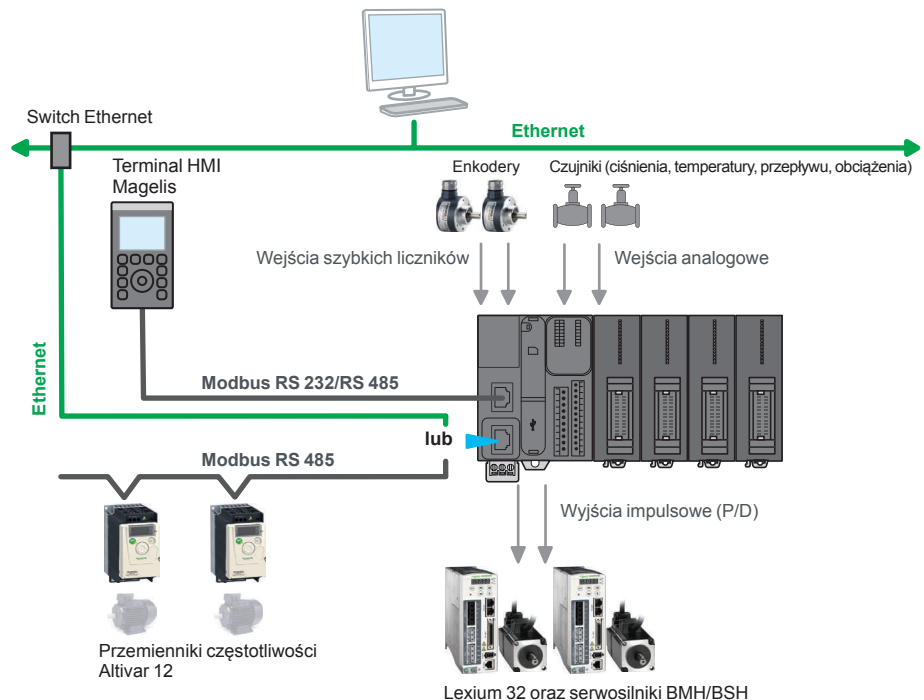 Switch Ethernet
Ethernet
Terminal HMI
Magelis
Enkodery
Czujniki (ciśnienia, temperatury, przepływu, obciążenia)
Wejścia szybkich liczników
Wejścia analogowe
Ethernet
Modbus RS 232/RS 485
lub
Modbus RS 485
Wyjścia impulsowe (P/D)
Przemienniki częstotliwości
Altivar 12
Lexium 32 oraz serwosilniki BMH/BSH